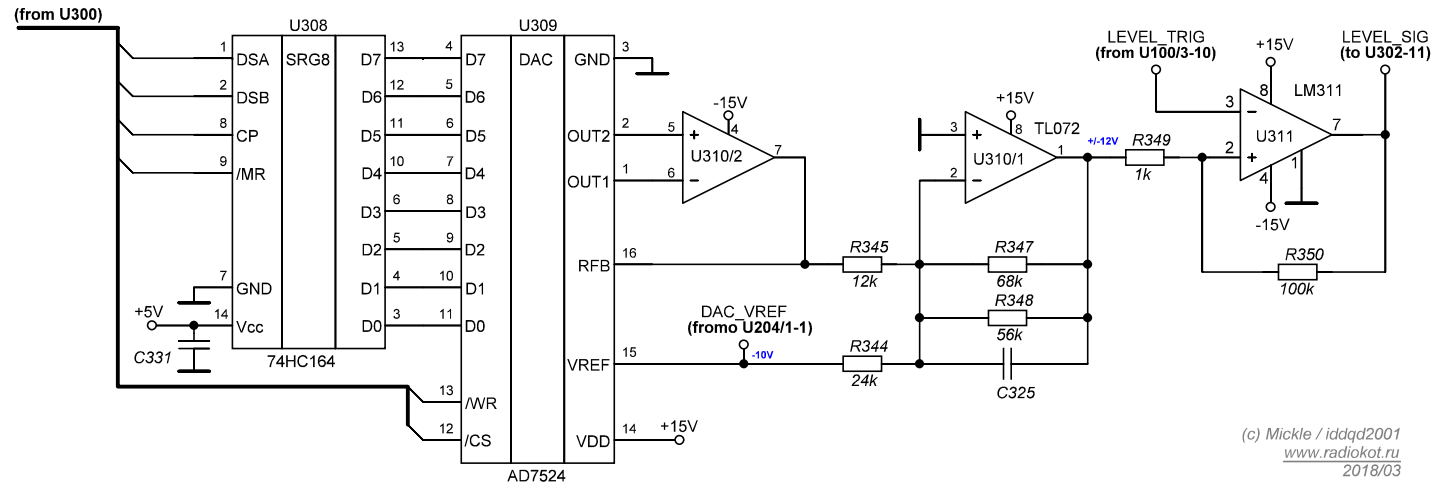 (from U300)
U308
1 DSA SRG8 D7 13
2 DSB D6 12
8 CP D5 11
9 /MR D4 10
D3 6
D2 5
7 GND D1 4
+5V 14 Vcc D0 3
C331
74HC164
U309
4 D7 DAC GND 3
5 D6
6 D5 OUT2 2
7 D4 OUT1 1
8 D3
9 D2 RFB 16
10 D1
11 D0
VREF 15
13 /WR
12 /CS VDD 14 +15V
AD7524
-15V
5 + 4
U310/2 7
6 −
R345
12k
DAC_VREF
(fromo U204/1-1)
-10V
R344
24k
+15V
3 + 8 TL072
U310/1 1
2 −
+/-12V
R347
68k
R348
56k
C325
R349
1k
LEVEL_TRIG
(from U100/3-10)
+15V
8 LM311
3 −
U311 7
2 + 1
4
-15V
R350
100k
LEVEL_SIG
(to U302-11)
(c) Mickle / iddqd2001
www.radiokot.ru
2018/03